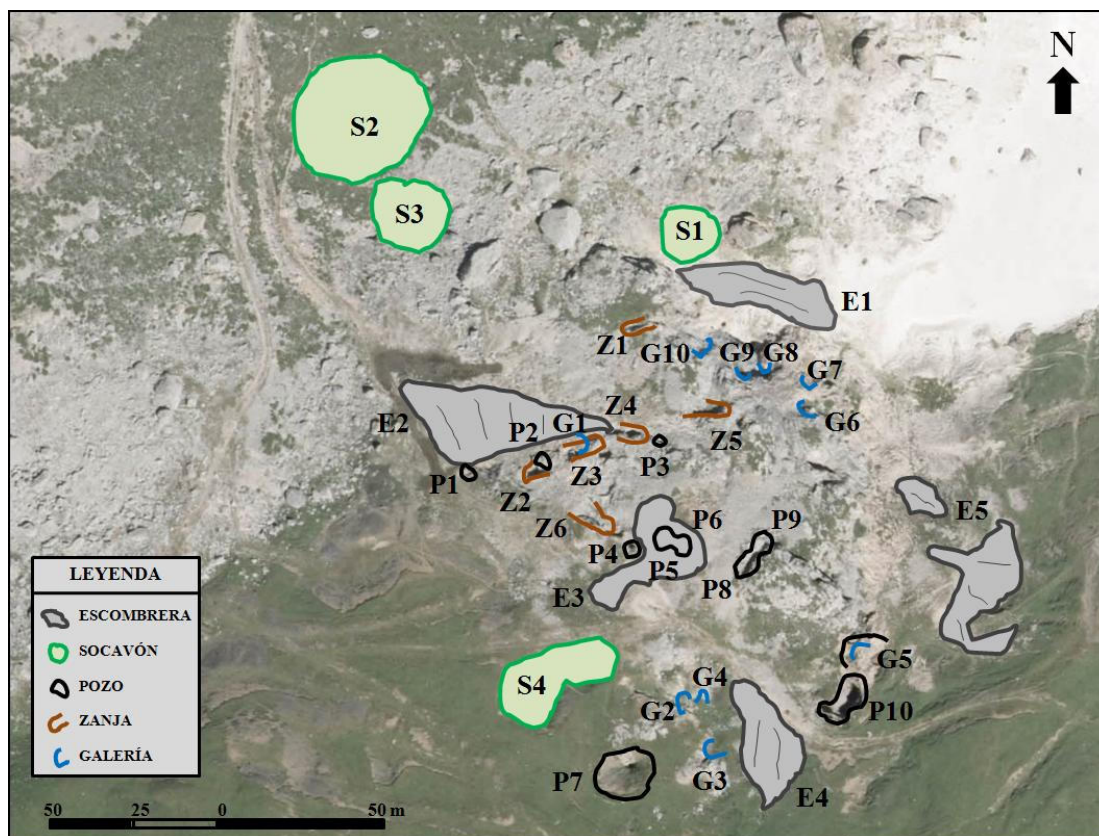 N
S2
S3
S1
E1
Z1
G10
G9
G8
G7
G6
E2
P2
G1
Z4
Z5
P3
P1
Z2
Z3
Z6
P6
P9
E5
P4
P5
P8
E3
LEYENDA
ESCOMBRERA
SOCAVÓN
POZO
ZANJA
GALERÍA
S4
G4
G2
G5
P10
G3
P7
E4
50 25 0 50 m